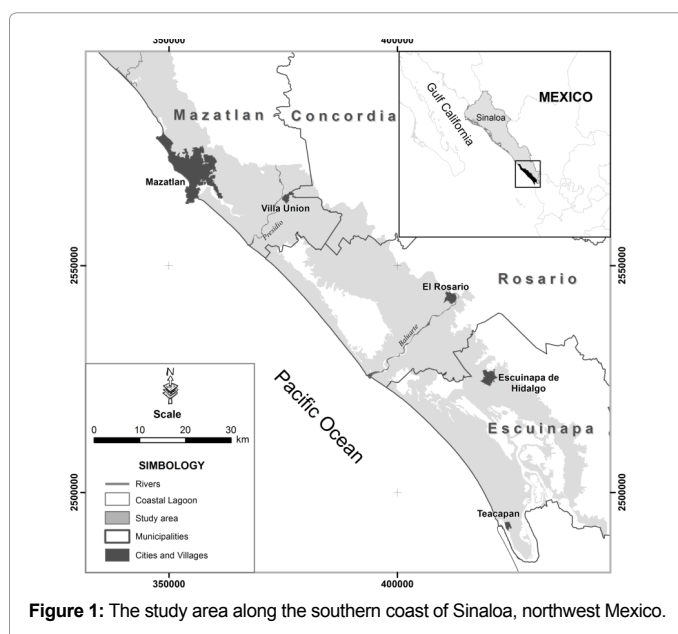 350000
400000
Gulf California
MEXICO
Sinaloa
Mazatlan
Concordia
Mazatlan
Villa Union
Presidio
2550000
2550000
Rosario
El Rosario
Baluarte
Escuinapa de
Hidalgo
Escuinapa
Pacific Ocean
N
Scale
0 10 20 30
km
SIMBOLOGY
Rivers
Coastal Lagoon
Study area
Municipalities
Cities and Villages
2500000
2500000
Teacapan
350000
400000
Figure 1: The study area along the southern coast of Sinaloa, northwest Mexico.